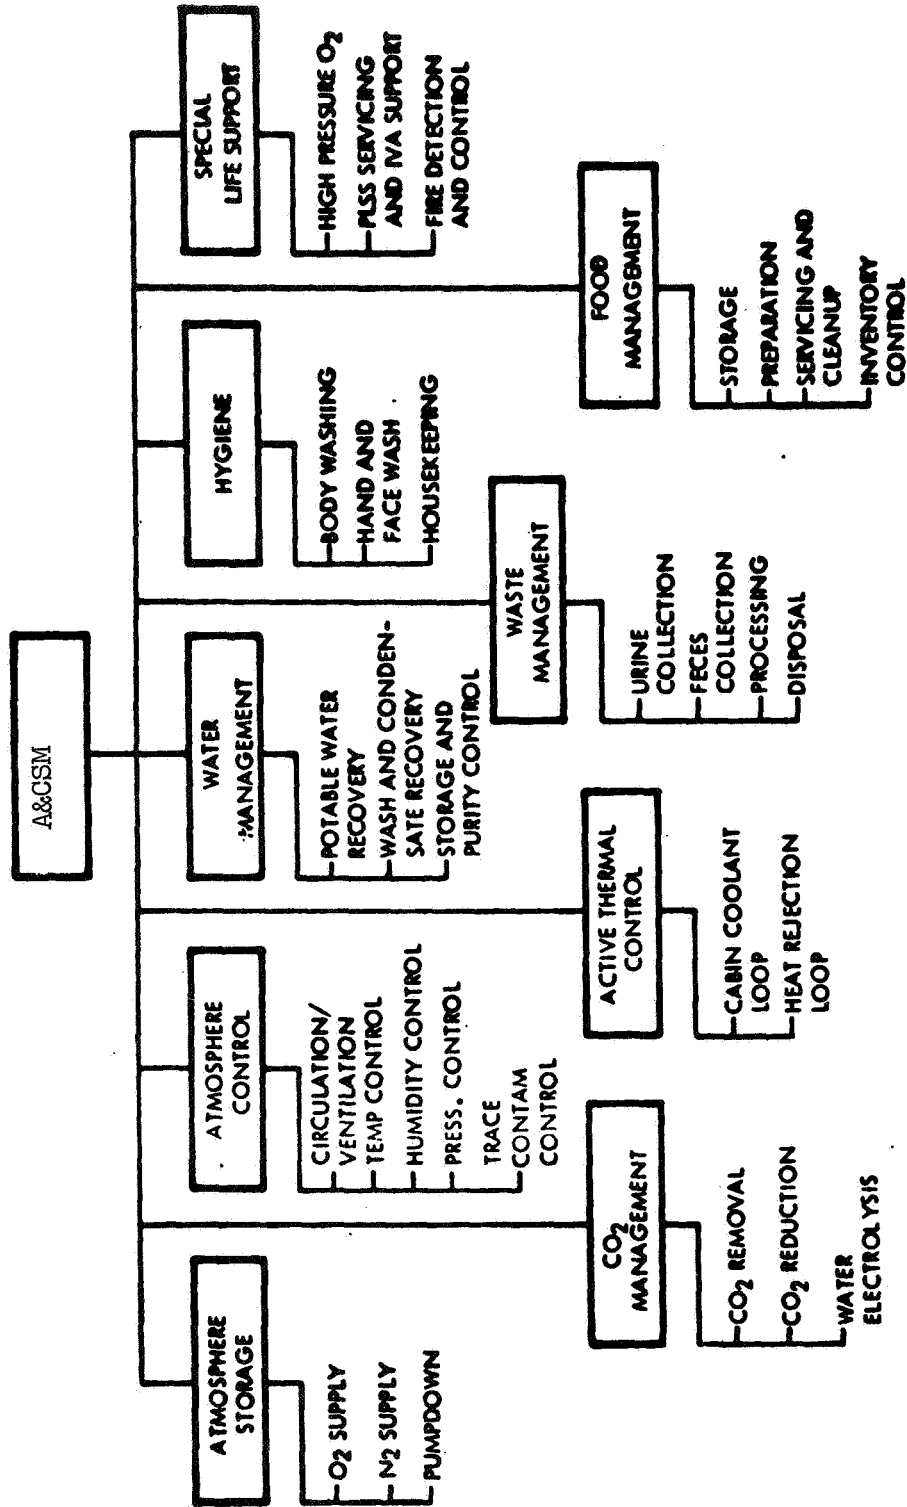 A&CSM
ATMOSPHERE
STORAGE
O2 SUPPLY
N2 SUPPLY
PUMPDOWN
CO2
MANAGEMENT
CO2 REMOVAL
CO2 REDUCTION
WATER
ELECTROLYSIS
ATMOSPHERE
CONTROL
CIRCULATION/
VENTILATION
TEMP CONTROL
HUMIDITY CONTROL
PRESS. CONTROL
TRACE
CONTAM
CONTROL
ACTIVE THERMAL
CONTROL
CABIN COOLANT
LOOP
HEAT REJECTION
LOOP
WATER
MANAGEMENT
POTABLE WATER
RECOVERY
WASH AND CONDEN-
SATE RECOVERY
STORAGE AND
PURITY CONTROL
WASTE
MANAGEMENT
URINE
COLLECTION
FECES
COLLECTION
PROCESSING
DISPOSAL
HYGIENE
BODY WASHING
HAND AND
FACE WASH
HOUSEKEEPING
FOOD
MANAGEMENT
STORAGE
PREPARATION
SERVICING AND
CLEANUP
INVENTORY
CONTROL
SPECIAL
LIFE SUPPORT
HIGH PRESSURE O2
PLSS SERVICING
AND IVA SUPPORT
FIRE DETECTION
AND CONTROL